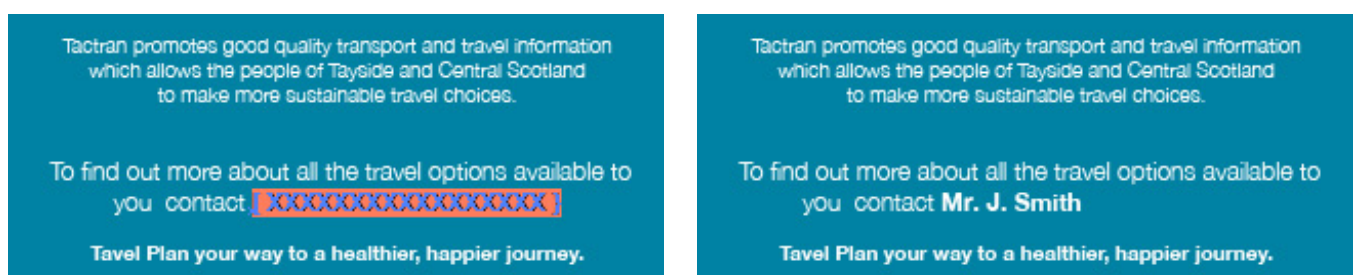 Tactran promotes good quality transport and travel information
which allows the people of Tayside and Central Scotland
to make more sustainable travel choices.
To find out more about all the travel options available to
you contact [ XXXXXXXXXXXXXXXXXXX ]
Tavel Plan your way to a healthier, happier journey.
Tactran promotes good quality transport and travel information
which allows the people of Tayside and Central Scotland
to make more sustainable travel choices.
To find out more about all the travel options available to
you contact Mr. J. Smith
Tavel Plan your way to a healthier, happier journey.